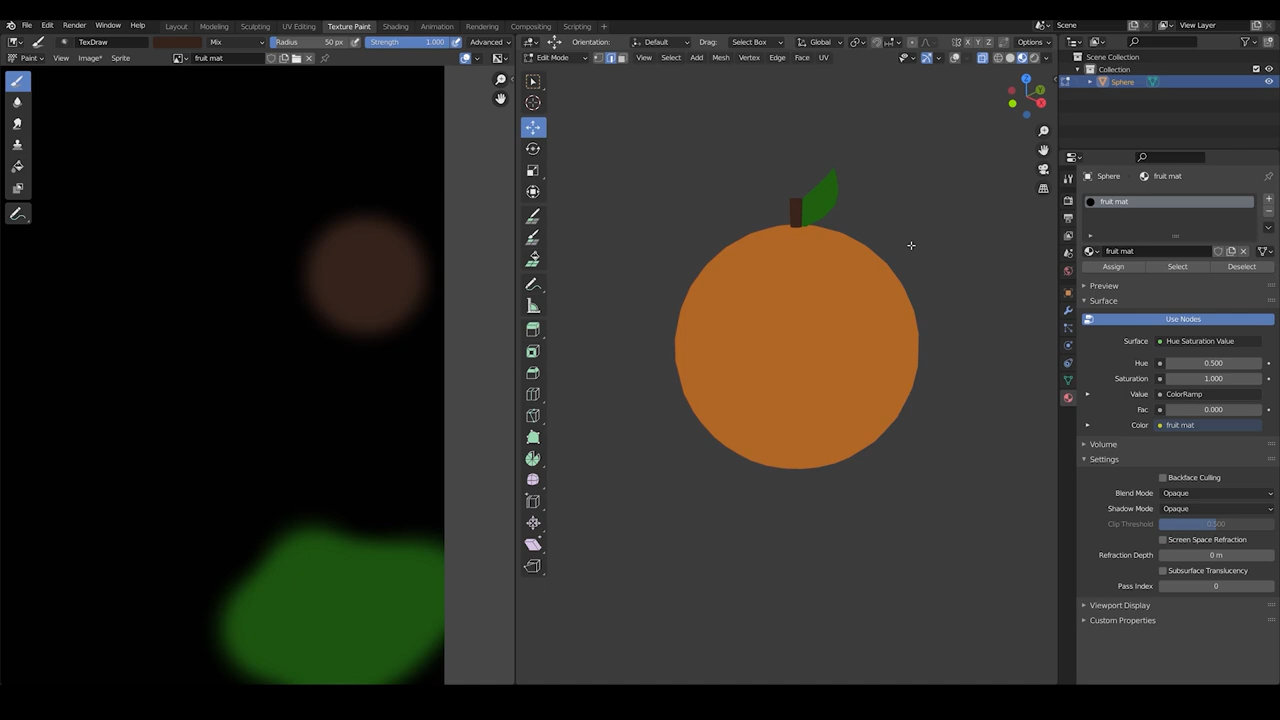 File Edit Render Window Help Layout Modeling Sculpting UV Editing Texture Paint Shading Animation Rendering Compositing Scripting + Scene View Layer
TexDraw Mix Radius 50 px Strength 1.000 Advanced Orientation: Default Drag: Select Box Global X Y Z Options
Paint View Image* Sprite fruit mat Edit Mode View Select Add Mesh Vertex Edge Face UV
Scene Collection
Collection
Sphere
Z
Y
X
Sphere fruit mat
fruit mat
fruit mat
Assign Select Deselect
Preview
Surface
Use Nodes
Surface Hue Saturation Value
Hue 0.500
Saturation 1.000
Value ColorRamp
Fac 0.000
Color fruit mat
Volume
Settings
Backface Culling
Blend Mode Opaque
Shadow Mode Opaque
Clip Threshold 0.500
Screen Space Refraction
Refraction Depth 0 m
Subsurface Translucency
Pass Index 0
Viewport Display
Custom Properties